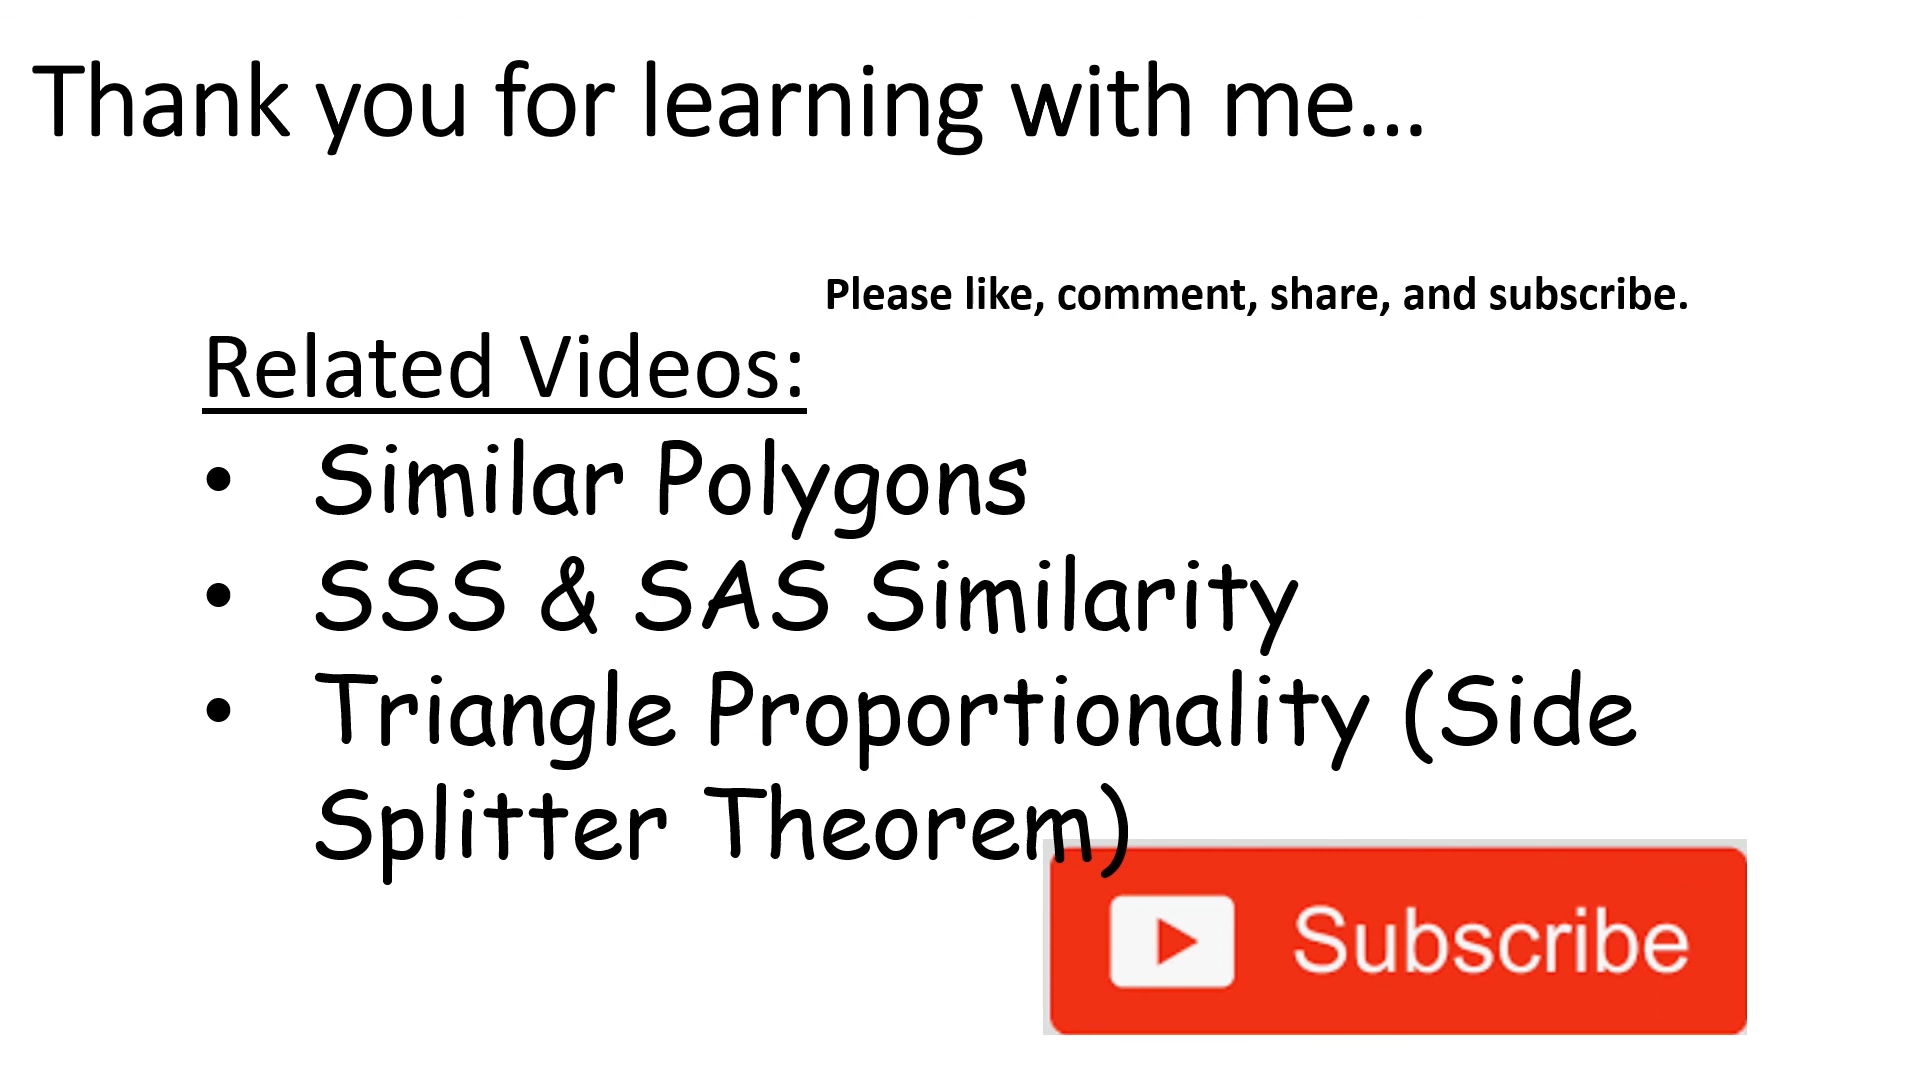 Thank you for learning with me...
Please like, comment, share, and subscribe.
Related Videos:
• Similar Polygons
• SSS & SAS Similarity
• Triangle Proportionality (Side
Splitter Theorem)
Subscribe